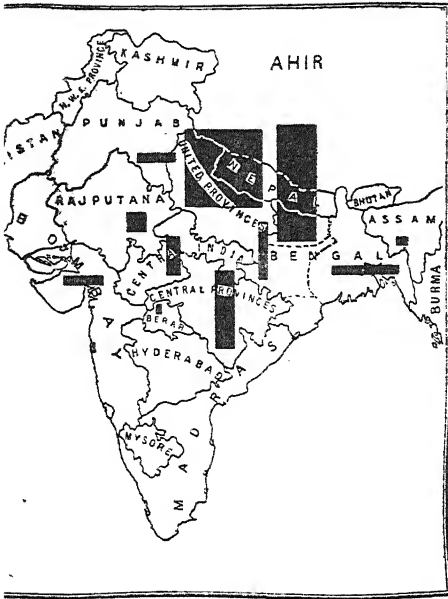 AHIR
KASHMIR
N.W.F. PROVINCE
PUNJAB
ISTAN
UNITED PROVINCES
NEPAL
BHUTAN
RAJPUTANA
ASSAM
BOMBAY
CENTRAL INDIA
BENGAL
BURMA
CENTRAL PROVINCES
BERAR
HYDERABAD
MADRAS
MYSORE